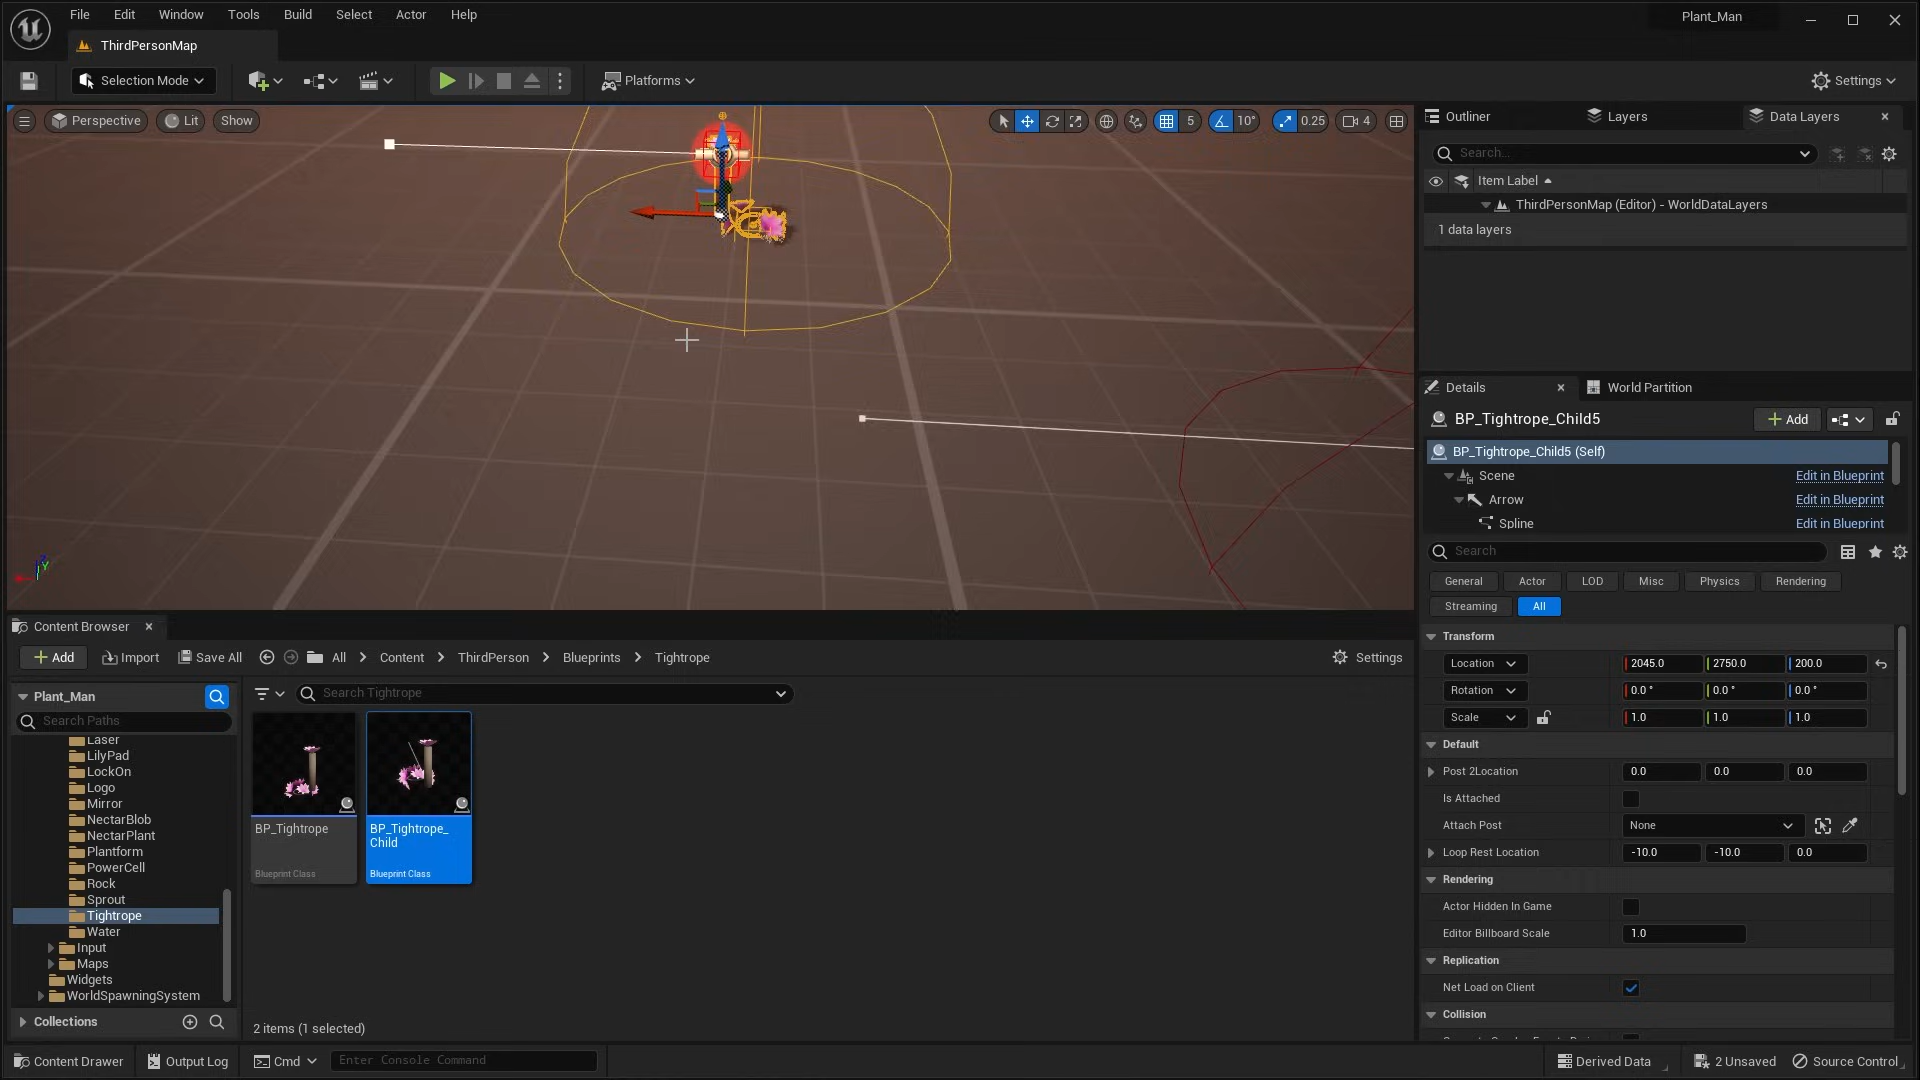 File Edit Window Tools Build Select Actor Help
Plant_Man
ThirdPersonMap
Selection Mode
Platforms
Settings
Perspective Lit Show
5 10° 0.25 4
Outliner Layers Data Layers
Search...
Item Label
ThirdPersonMap (Editor) - WorldDataLayers
1 data layers
Details World Partition
BP_Tightrope_Child5
Add
BP_Tightrope_Child5 (Self)
Scene Edit in Blueprint
Arrow Edit in Blueprint
Spline Edit in Blueprint
Search
General Actor LOD Misc Physics Rendering
Streaming All
Transform
Location 2045.0 2750.0 200.0
Rotation 0.0° 0.0° 0.0°
Scale 1.0 1.0 1.0
Default
Post 2Location 0.0 0.0 0.0
Is Attached
Attach Post None
Loop Rest Location -10.0 -10.0 0.0
Rendering
Actor Hidden In Game
Editor Billboard Scale 1.0
Replication
Net Load on Client
Collision
Content Browser
Add Import Save All All Content ThirdPerson Blueprints Tightrope Settings
Plant_Man
Search Paths
Search Tightrope
Laser
LilyPad
LockOn
Logo
Mirror
NectarBlob
NectarPlant
Plantform
PowerCell
Rock
Sprout
Tightrope
Water
Input
Maps
Widgets
WorldSpawningSystem
Collections
BP_Tightrope
Blueprint Class
BP_Tightrope_
Child
Blueprint Class
2 items (1 selected)
Content Drawer Output Log Cmd Enter Console Command
Derived Data 2 Unsaved Source Control